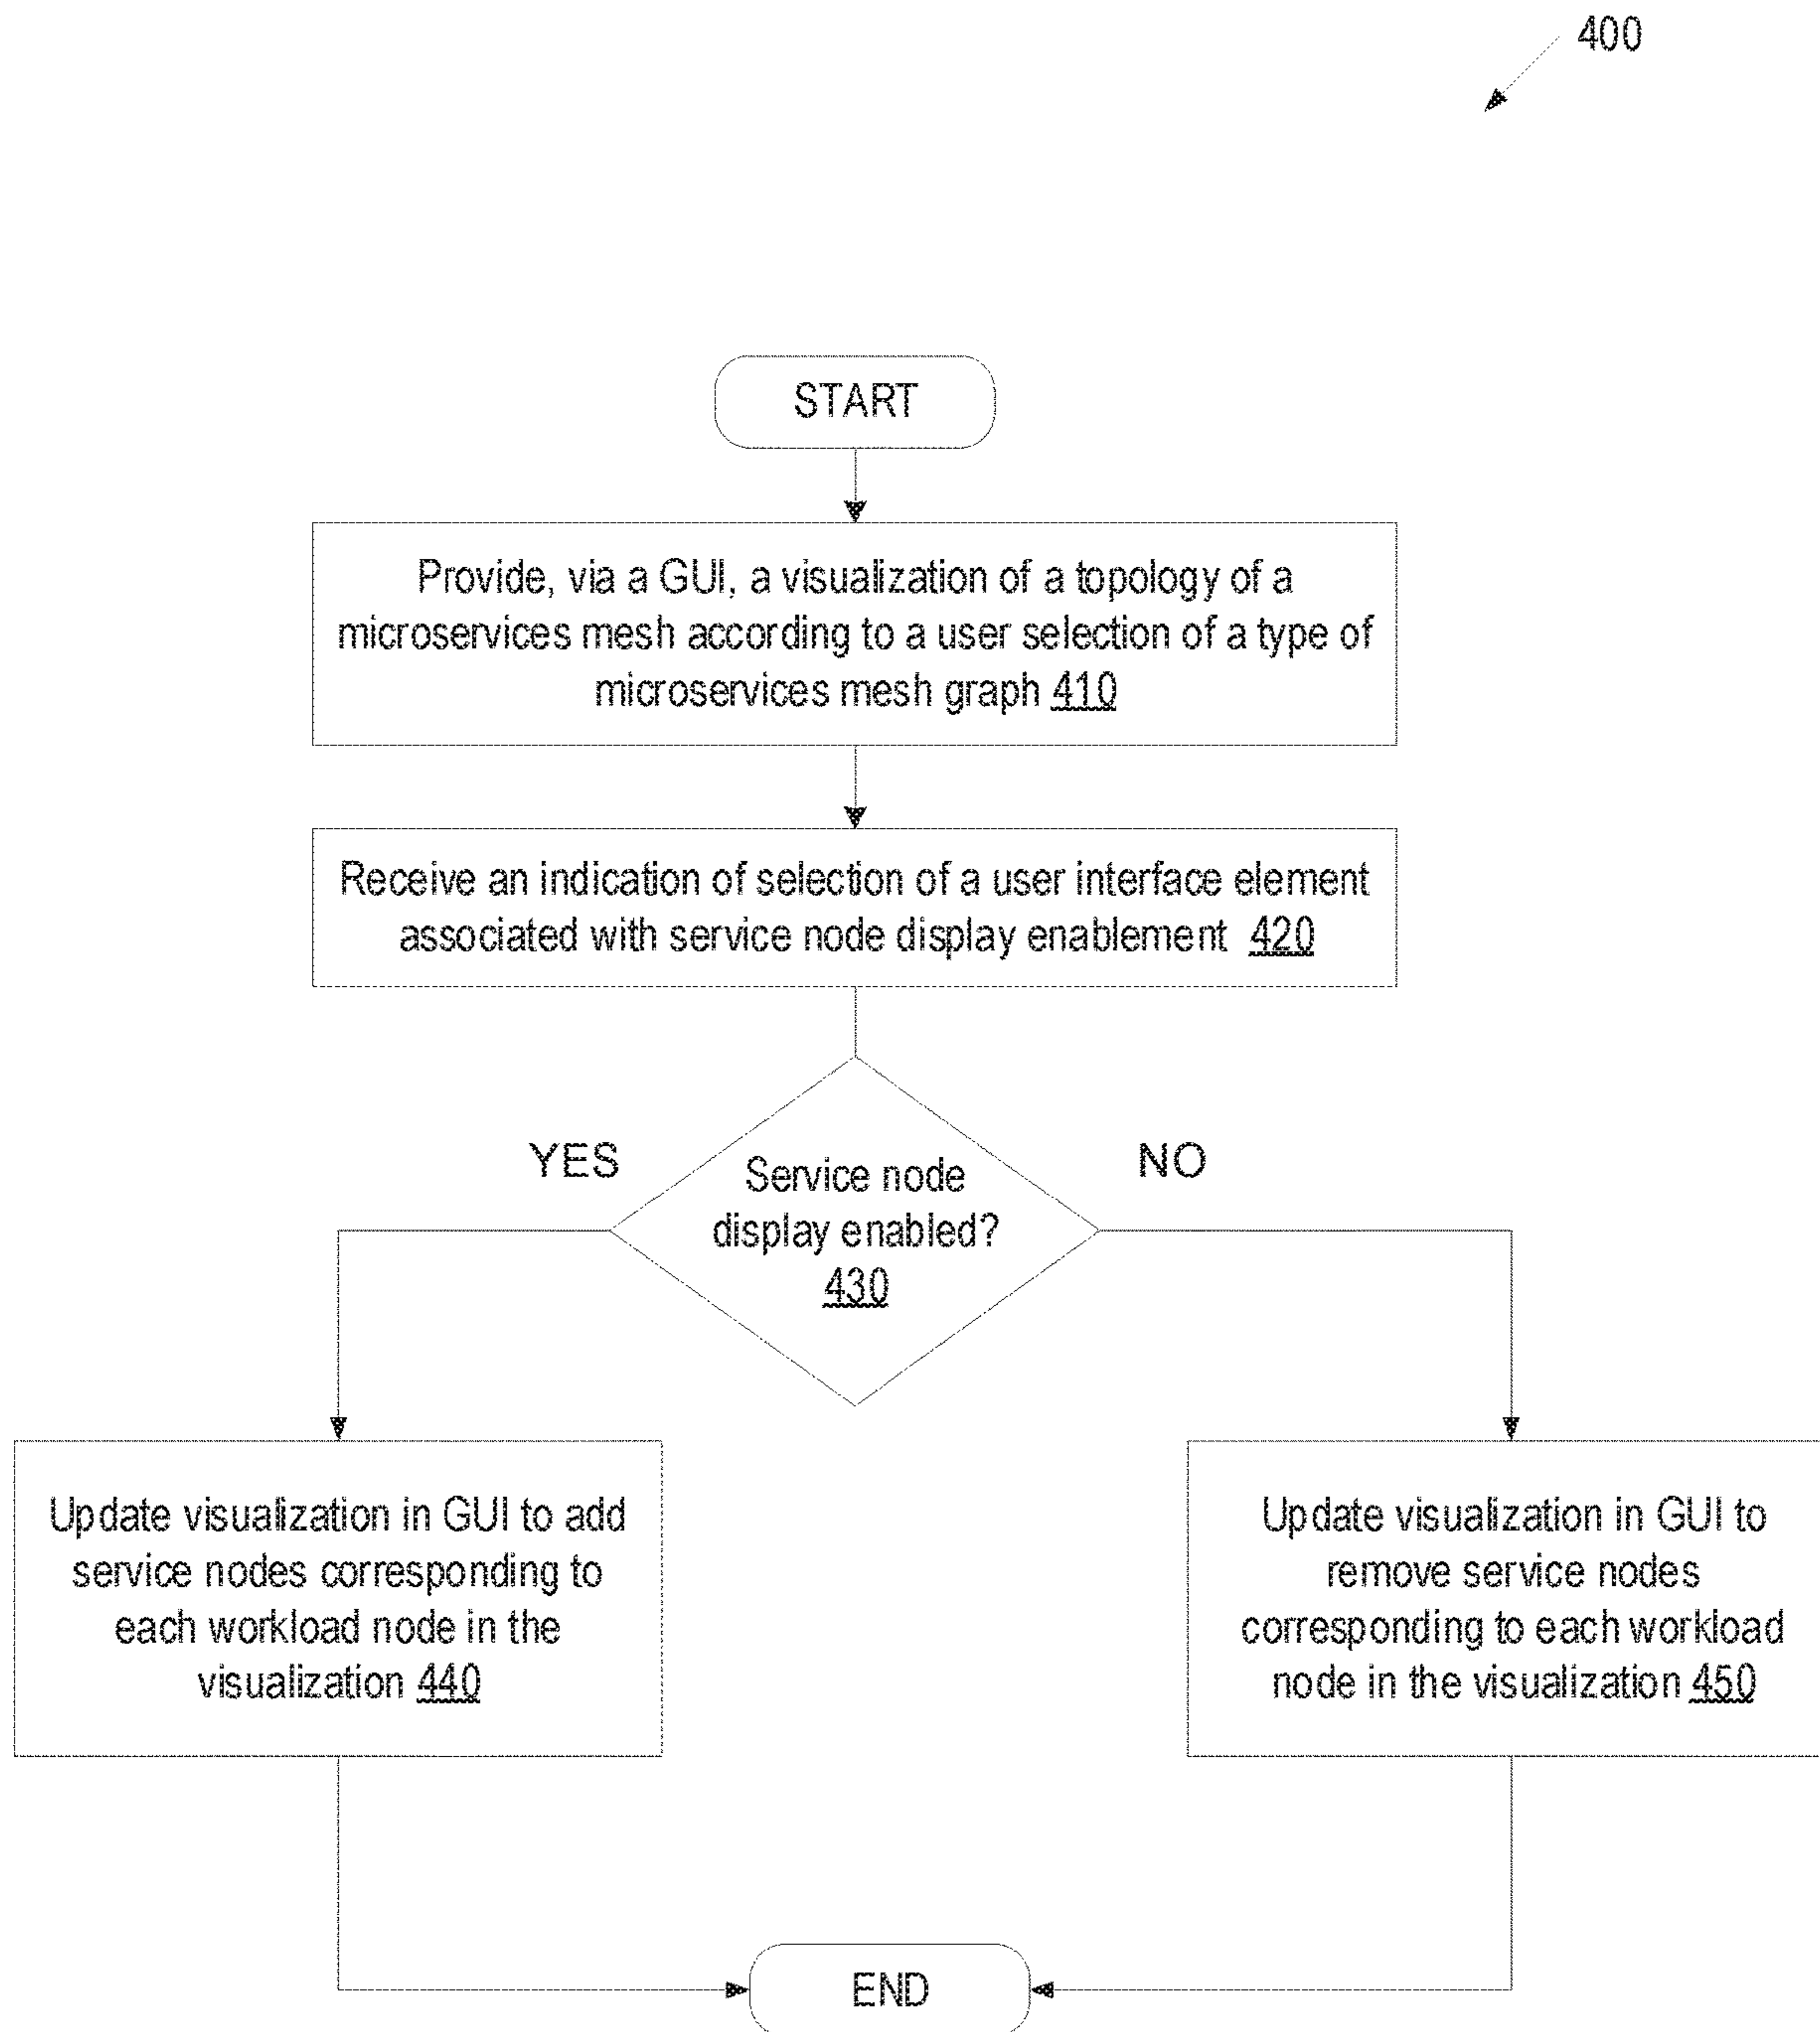 400
START
Provide, via a GUI, a visualization of a topology of a
microservices mesh according to a user selection of a type of
microservices mesh graph 410
Receive an indication of selection of a user interface element
associated with service node display enablement 420
YES
NO
Service node
display enabled?
430
Update visualization in GUI to add
service nodes corresponding to
each workload node in the
visualization 440
Update visualization in GUI to
remove service nodes
corresponding to each workload
node in the visualization 450
END